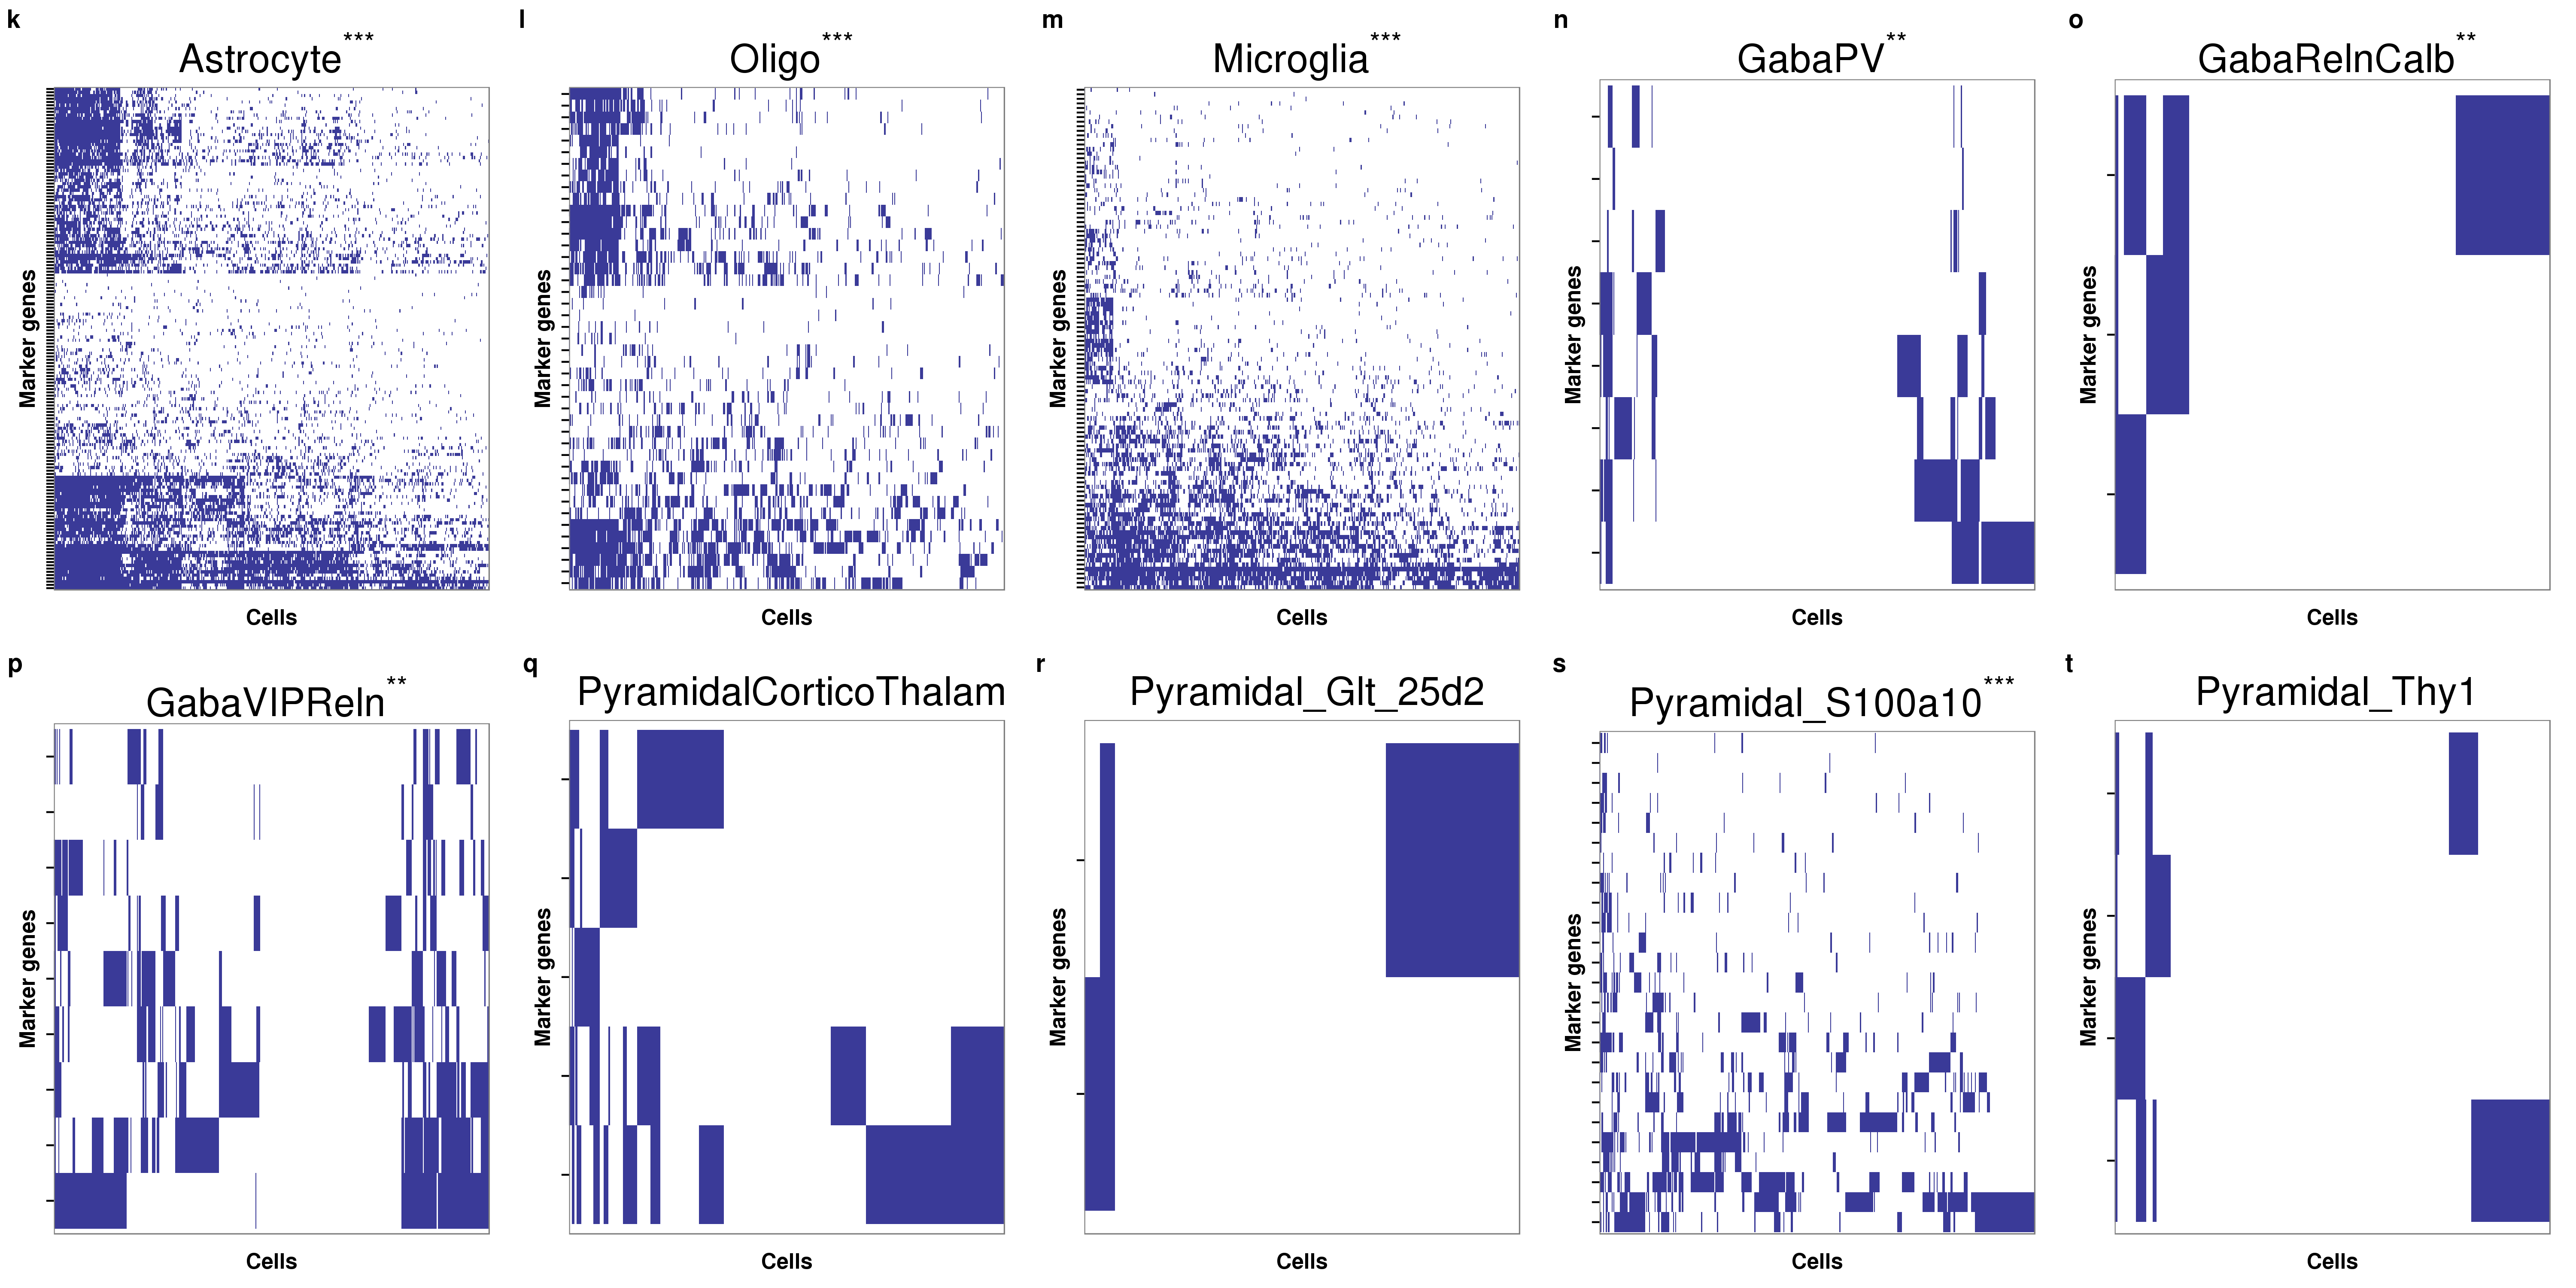 k
Astrocyte***
Marker genes
Cells
l
Oligo***
Marker genes
Cells
m
Microglia***
Marker genes
Cells
n
GabaPV**
Marker genes
Cells
o
GabaRelnCalb**
Marker genes
Cells
p
GabaVIPReln**
Marker genes
Cells
q
PyramidalCorticoThalam
Marker genes
Cells
r
Pyramidal_Glt_25d2
Marker genes
Cells
s
Pyramidal_S100a10***
Marker genes
Cells
t
Pyramidal_Thy1
Marker genes
Cells